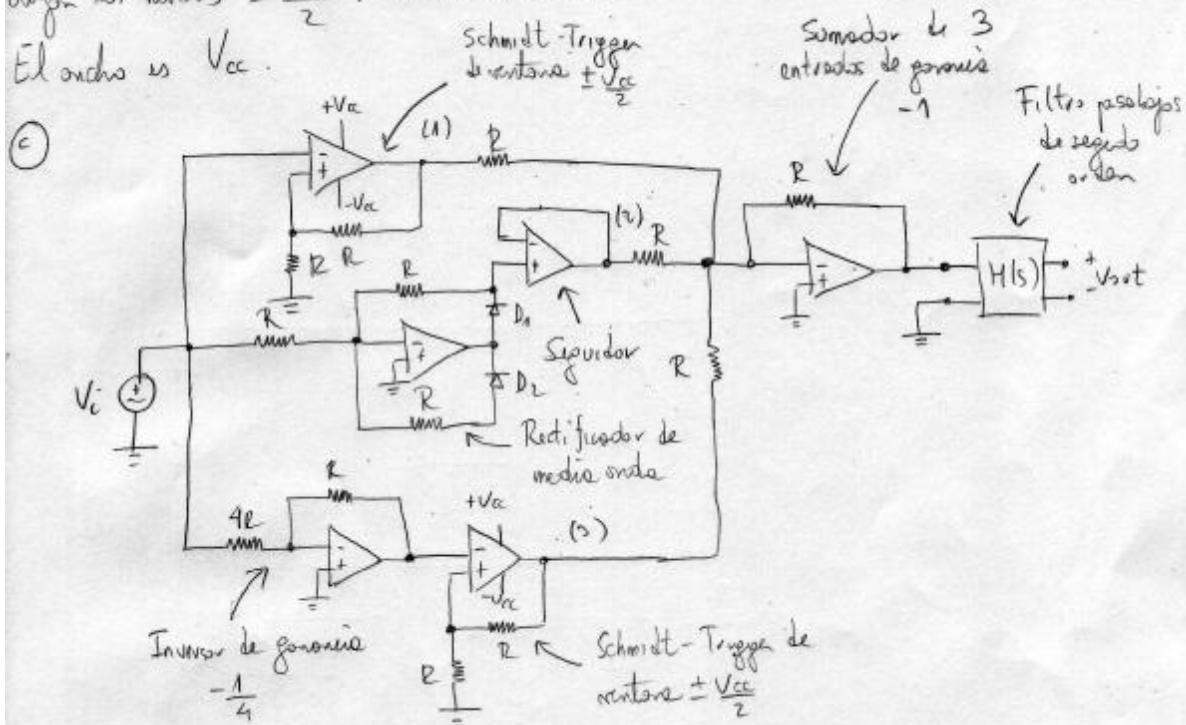 los ± 
2
El ancho es Vcc.
c
Schmidt-Trigger
de ventana ± Vcc/2
Sumador de 3
entradas de ganancia
-1
Filtro pasabajos
de segundo
orden
+Vcc
(1)
R
-
+
-Vcc
R
R
R
-
+
H(s)
+
Vout
-
(2)
R
-
+
Seguidor
R
D1
R
-
+
D2
R
Rectificador de
media onda
R
Vi
+
-
R
4R
-
+
+Vcc
-
+
-Vcc
(3)
R
R
Inversor de ganancia
-1/4
Schmidt-Trigger de
ventana ± Vcc/2